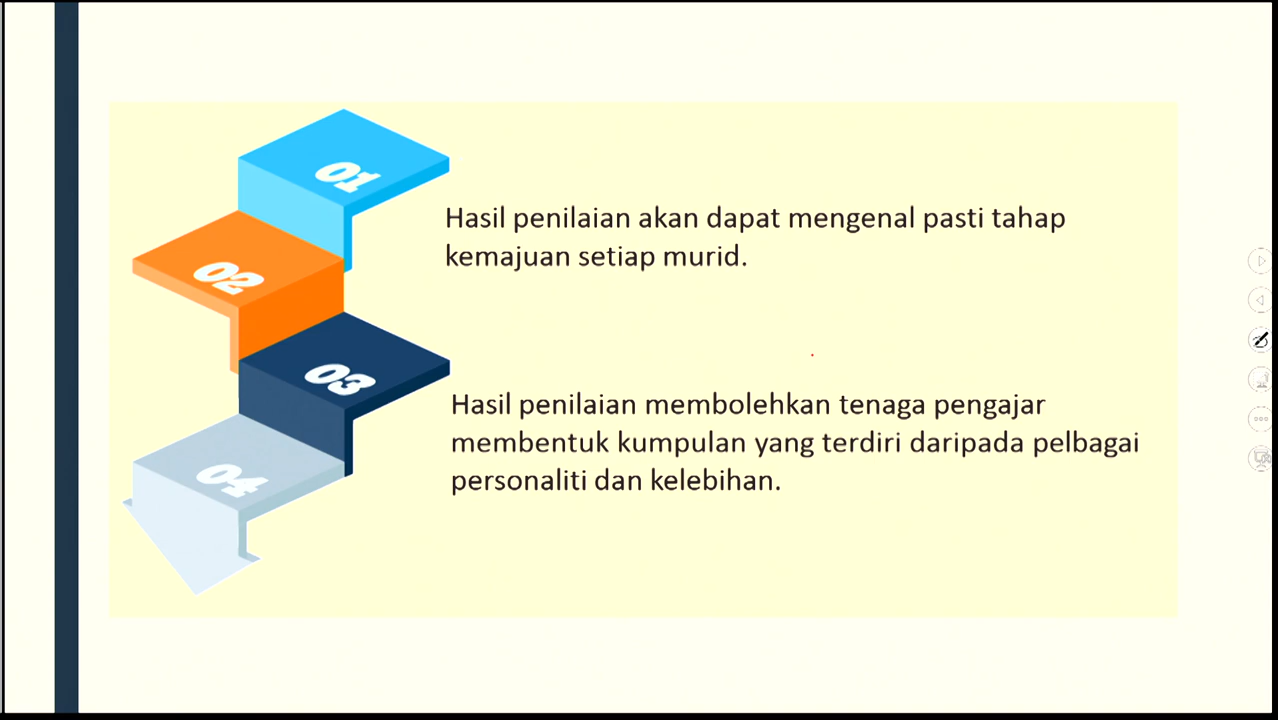 01
Hasil penilaian akan dapat mengenal pasti tahap
kemajuan setiap murid.
02
03
Hasil penilaian membolehkan tenaga pengajar
membentuk kumpulan yang terdiri daripada pelbagai
personaliti dan kelebihan.
04